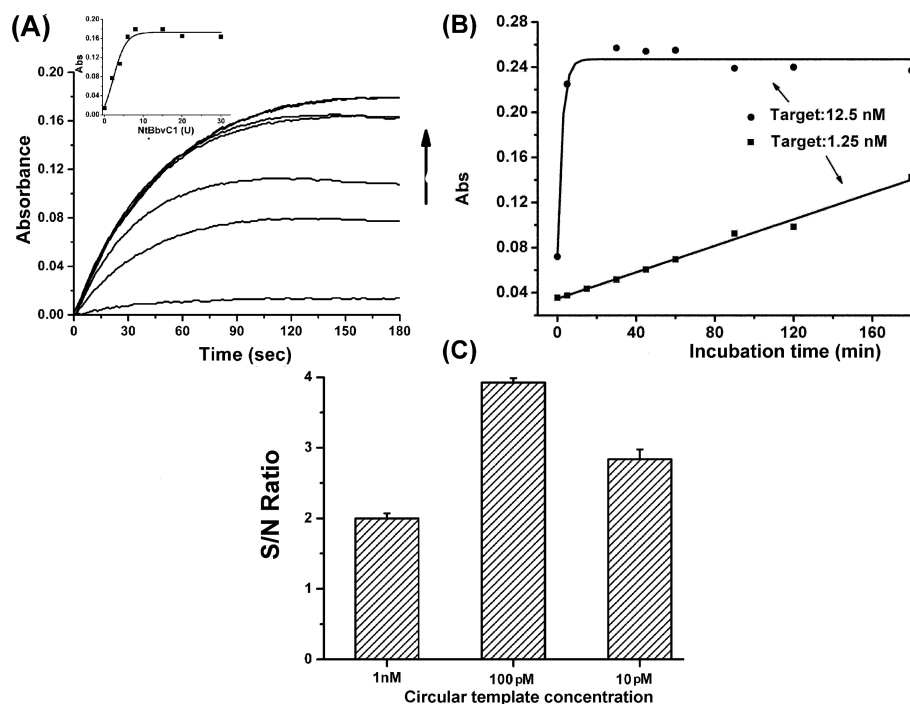 (A)
0.20
0.16
0.12
0.08
0.04
0.00
Abs
0
10
20
30
NtBbvC1 (U)
0.20
0.16
0.12
0.08
0.04
0.00
Absorbance
0
30
60
90
120
150
180
Time (sec)
(B)
0.28
0.24
0.20
0.16
0.12
0.08
0.04
Abs
Target:12.5 nM
Target:1.25 nM
0
40
80
120
160
Incubation time (min)
(C)
4
3
2
1
0
S/N Ratio
1nM
100pM
10pM
Circular template concentration